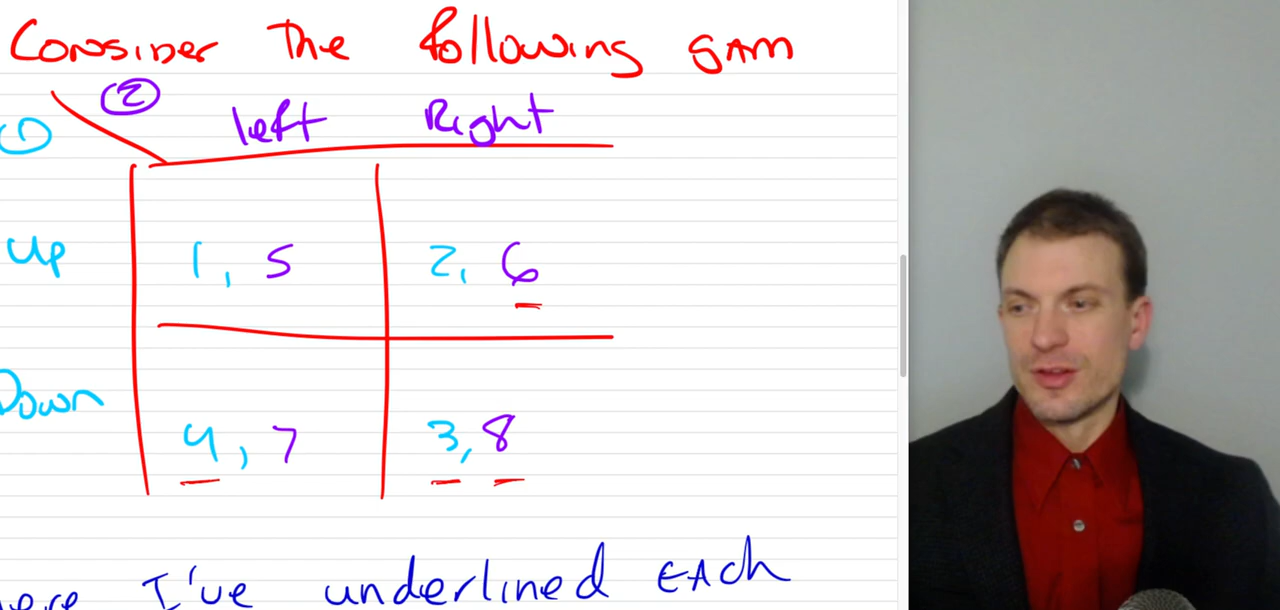 Consider The following gam
②
① left Right
Up 1, 5 2, 6
Down 4, 7 3, 8
I've underlined Each